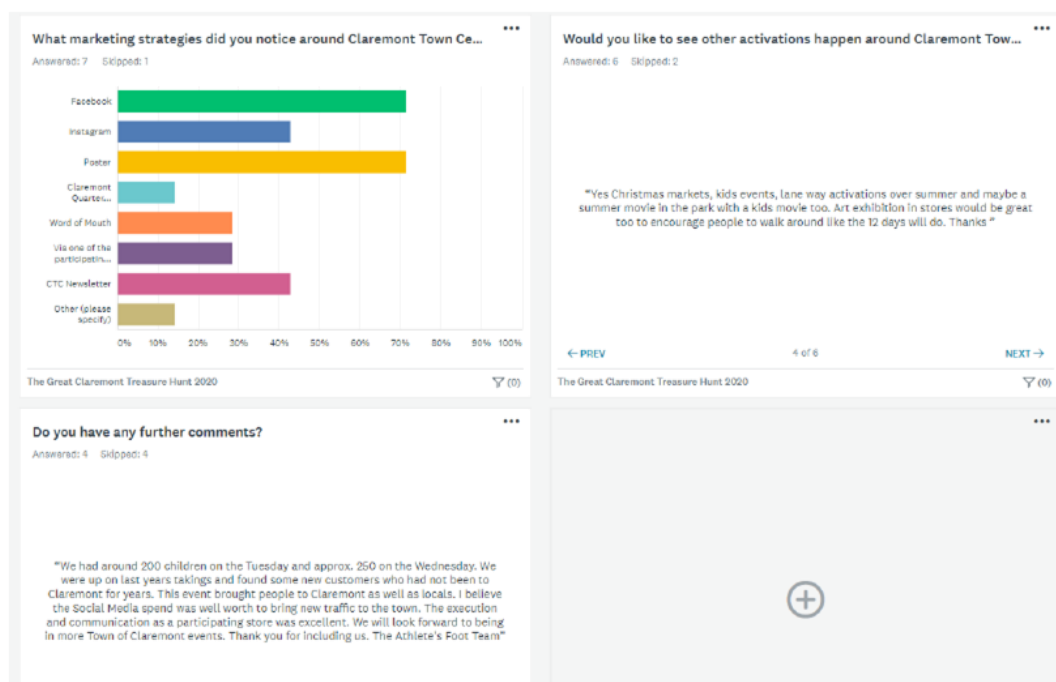 What marketing strategies did you notice around Claremont Town Ce...
Answered: 7 Skipped: 1
Facebook
Instagram
Poster
Claremont
Quarter...
Word of Mouth
Via one of the
participatin...
CTC Newsletter
Other (please
specify)
0% 10% 20% 30% 40% 50% 60% 70% 80% 90% 100%
The Great Claremont Treasure Hunt 2020
(0)
Would you like to see other activations happen around Claremont Tow...
Answered: 6 Skipped: 2
"Yes Christmas markets, kids events, lane way activations over summer and maybe a
summer movie in the park with a kids movie too. Art exhibition in stores would be great
too to encourage people to walk around like the 12 days will do. Thanks "
PREV
4 of 6
NEXT
The Great Claremont Treasure Hunt 2020
(0)
Do you have any further comments?
Answered: 4 Skipped: 4
"We had around 200 children on the Tuesday and approx. 250 on the Wednesday. We
were up on last years takings and found some new customers who had not been to
Claremont for years. This event brought people to Claremont as well as locals. I believe
the Social Media spend was well worth to bring new traffic to the town. The execution
and communication as a participating store was excellent. We will look forward to being
in more Town of Claremont events. Thank you for including us. The Athlete's Foot Team"